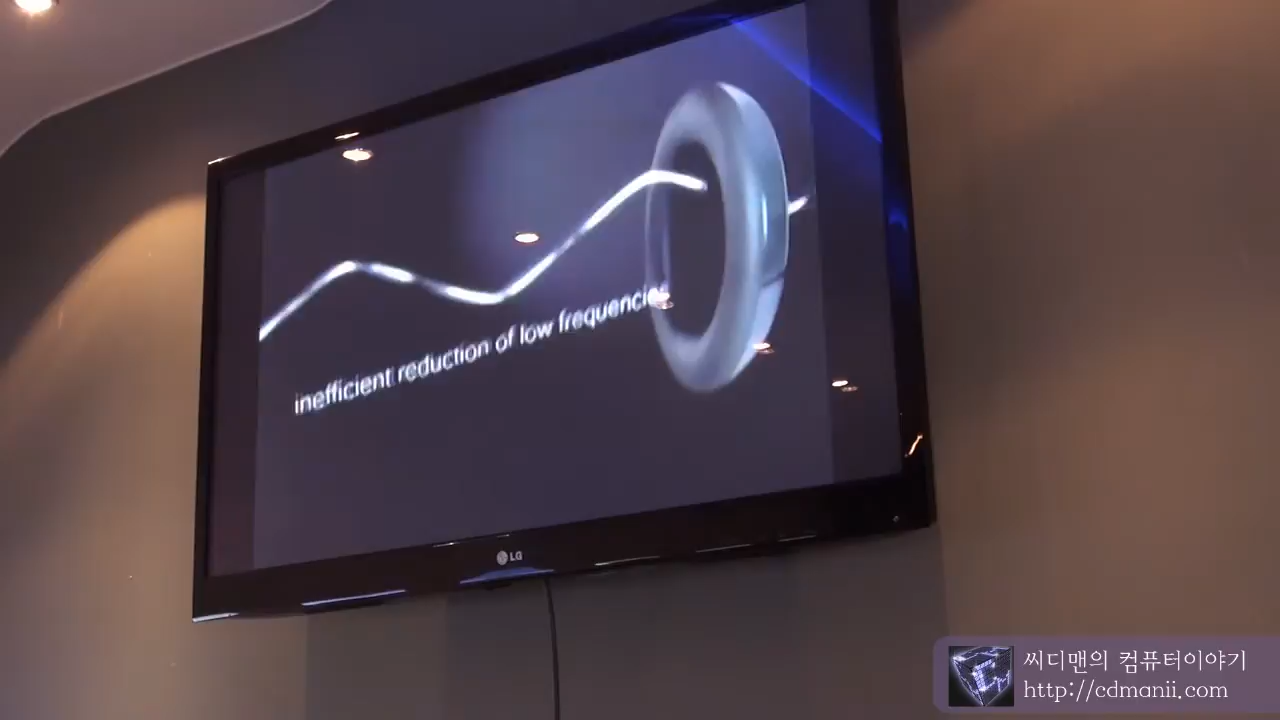 inefficient reduction of low frequencies
LG
씨디맨의 컴퓨터이야기
http://cdmanii.com